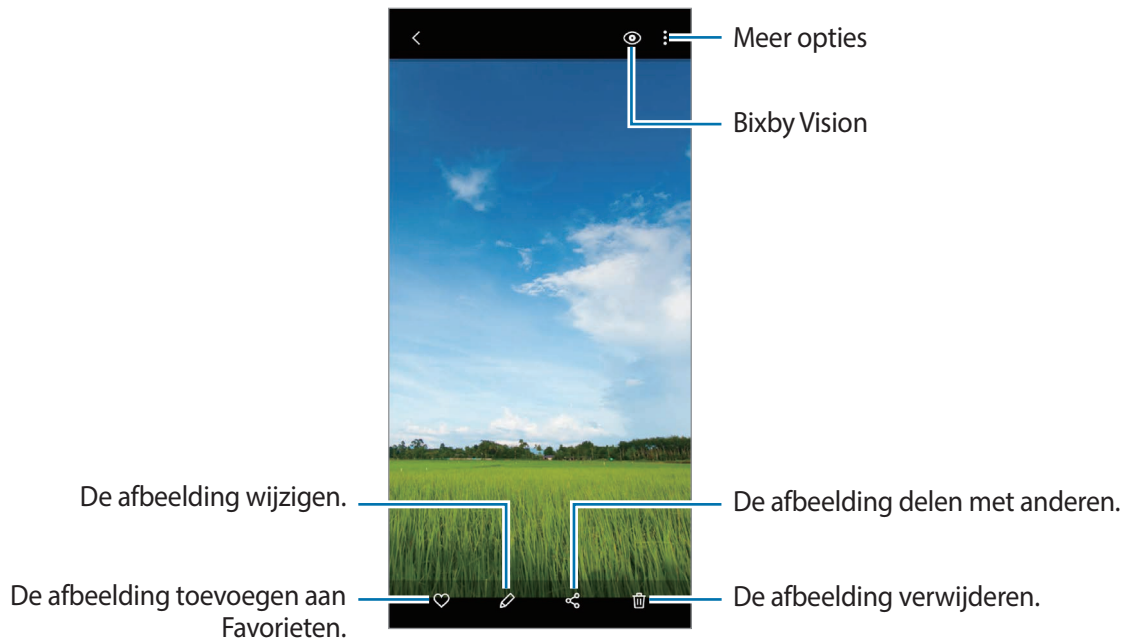 Meer opties
Bixby Vision
De afbeelding wijzigen.
De afbeelding delen met anderen.
De afbeelding toevoegen aan
Favorieten.
De afbeelding verwijderen.